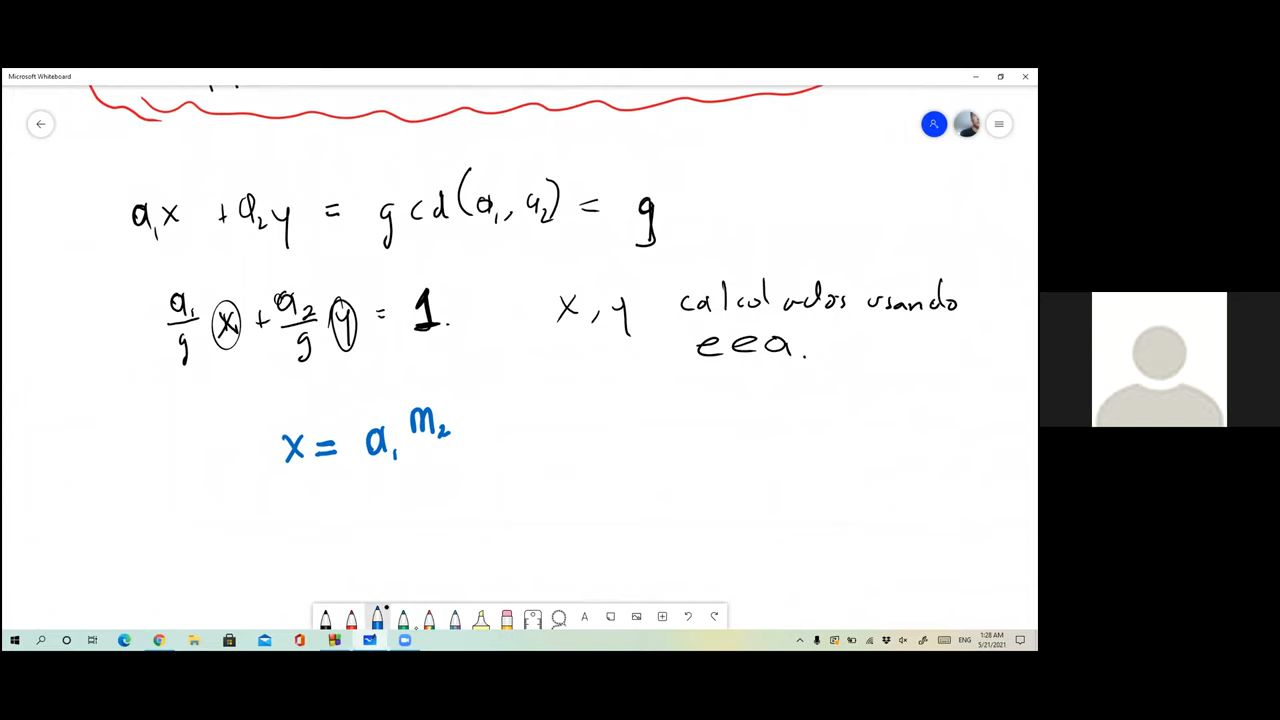 Microsoft Whiteboard
a₁x + a₂y = gcd(a₁, a₂) = g
a₁/g x + a₂/g y = 1.
x, y calculados usando
eea.
x = a₁ m₂
A
ENG
1:28 AM
5/21/2021